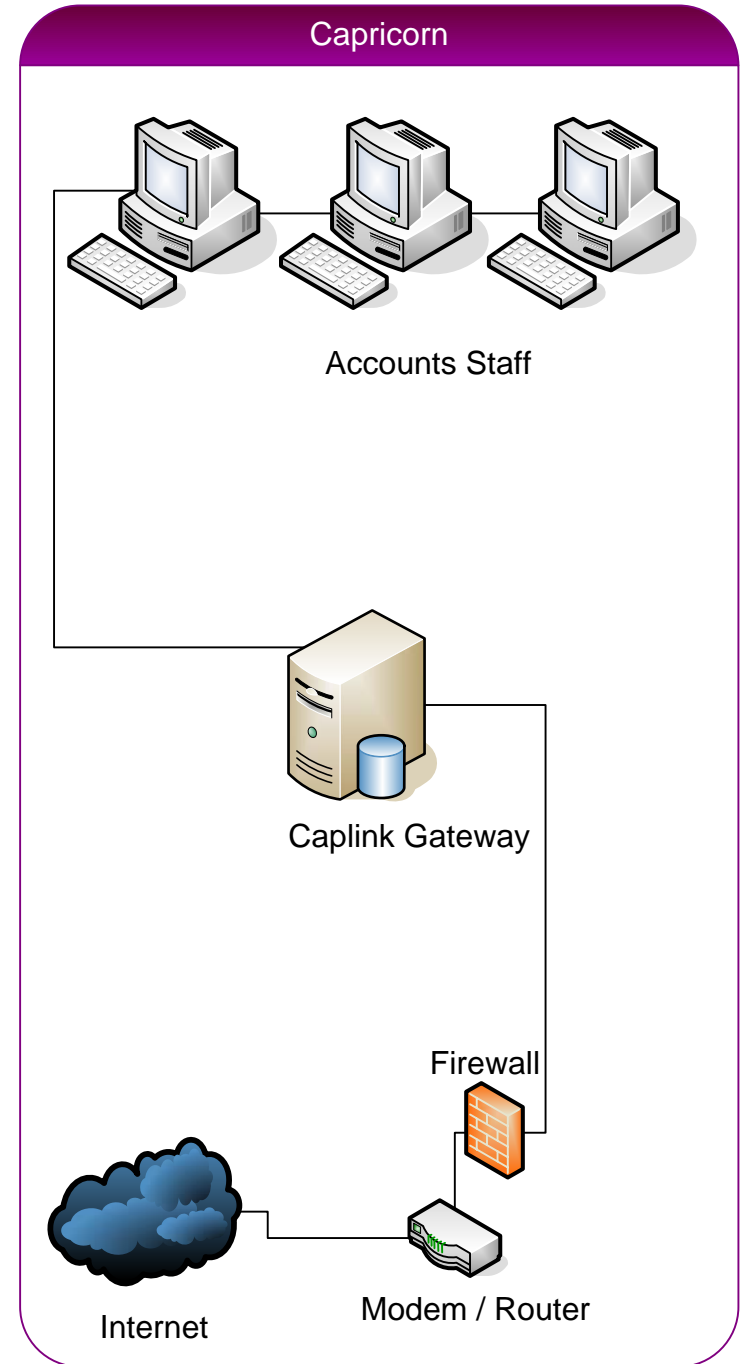 Capricorn
Accounts Staff
Caplink Gateway
Firewall
Modem / Router
Internet